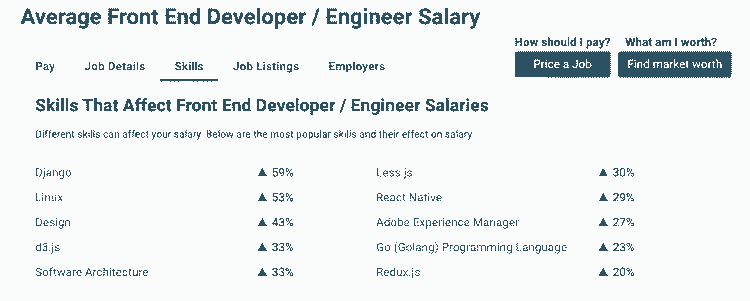 Average Front End Developer / Engineer Salary
How should I pay? What am I worth?
Pay Job Details Skills Job Listings Employers Price a Job Find market worth
Skills That Affect Front End Developer / Engineer Salaries
Different skills can affect your salary. Below are the most popular skills and their effect on salary.
Django ▲ 59% Less.js ▲ 30%
Linux ▲ 53% React Native ▲ 29%
Design ▲ 43% Adobe Experience Manager ▲ 27%
d3.js ▲ 33% Go (Golang) Programming Language ▲ 23%
Software Architecture ▲ 33% Redux.js ▲ 20%